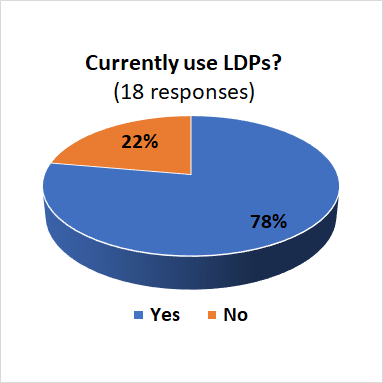 Currently use LDPs?
(18 responses)
22%
78%
Yes No